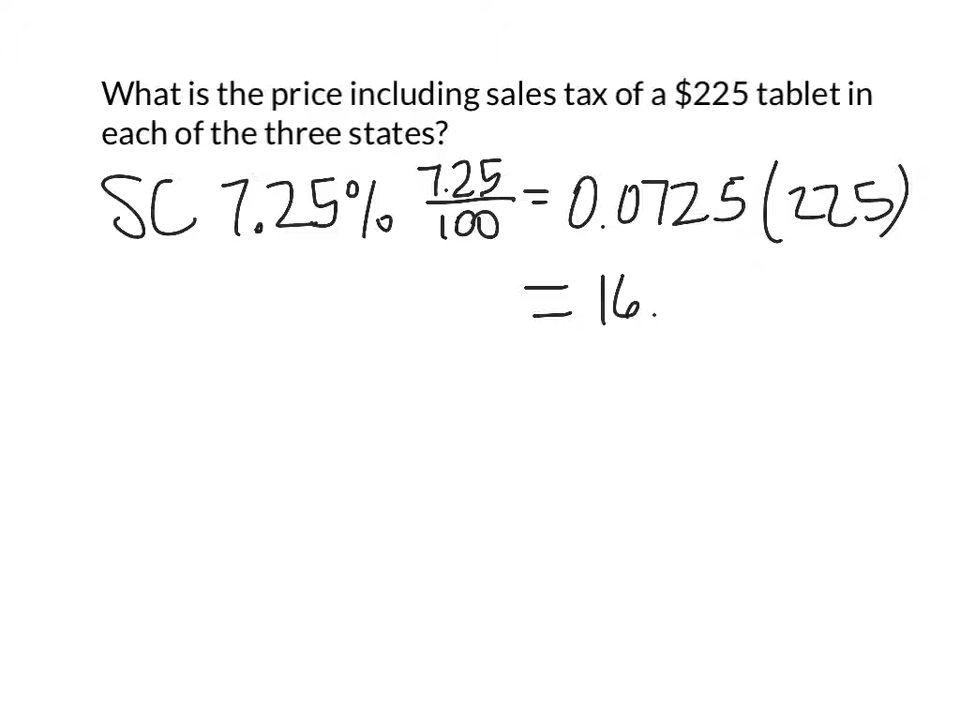 What is the price including sales tax of a $225 tablet in
each of the three states?
SC 7.25% 7.25/100 = 0.0725(225)
= 16.